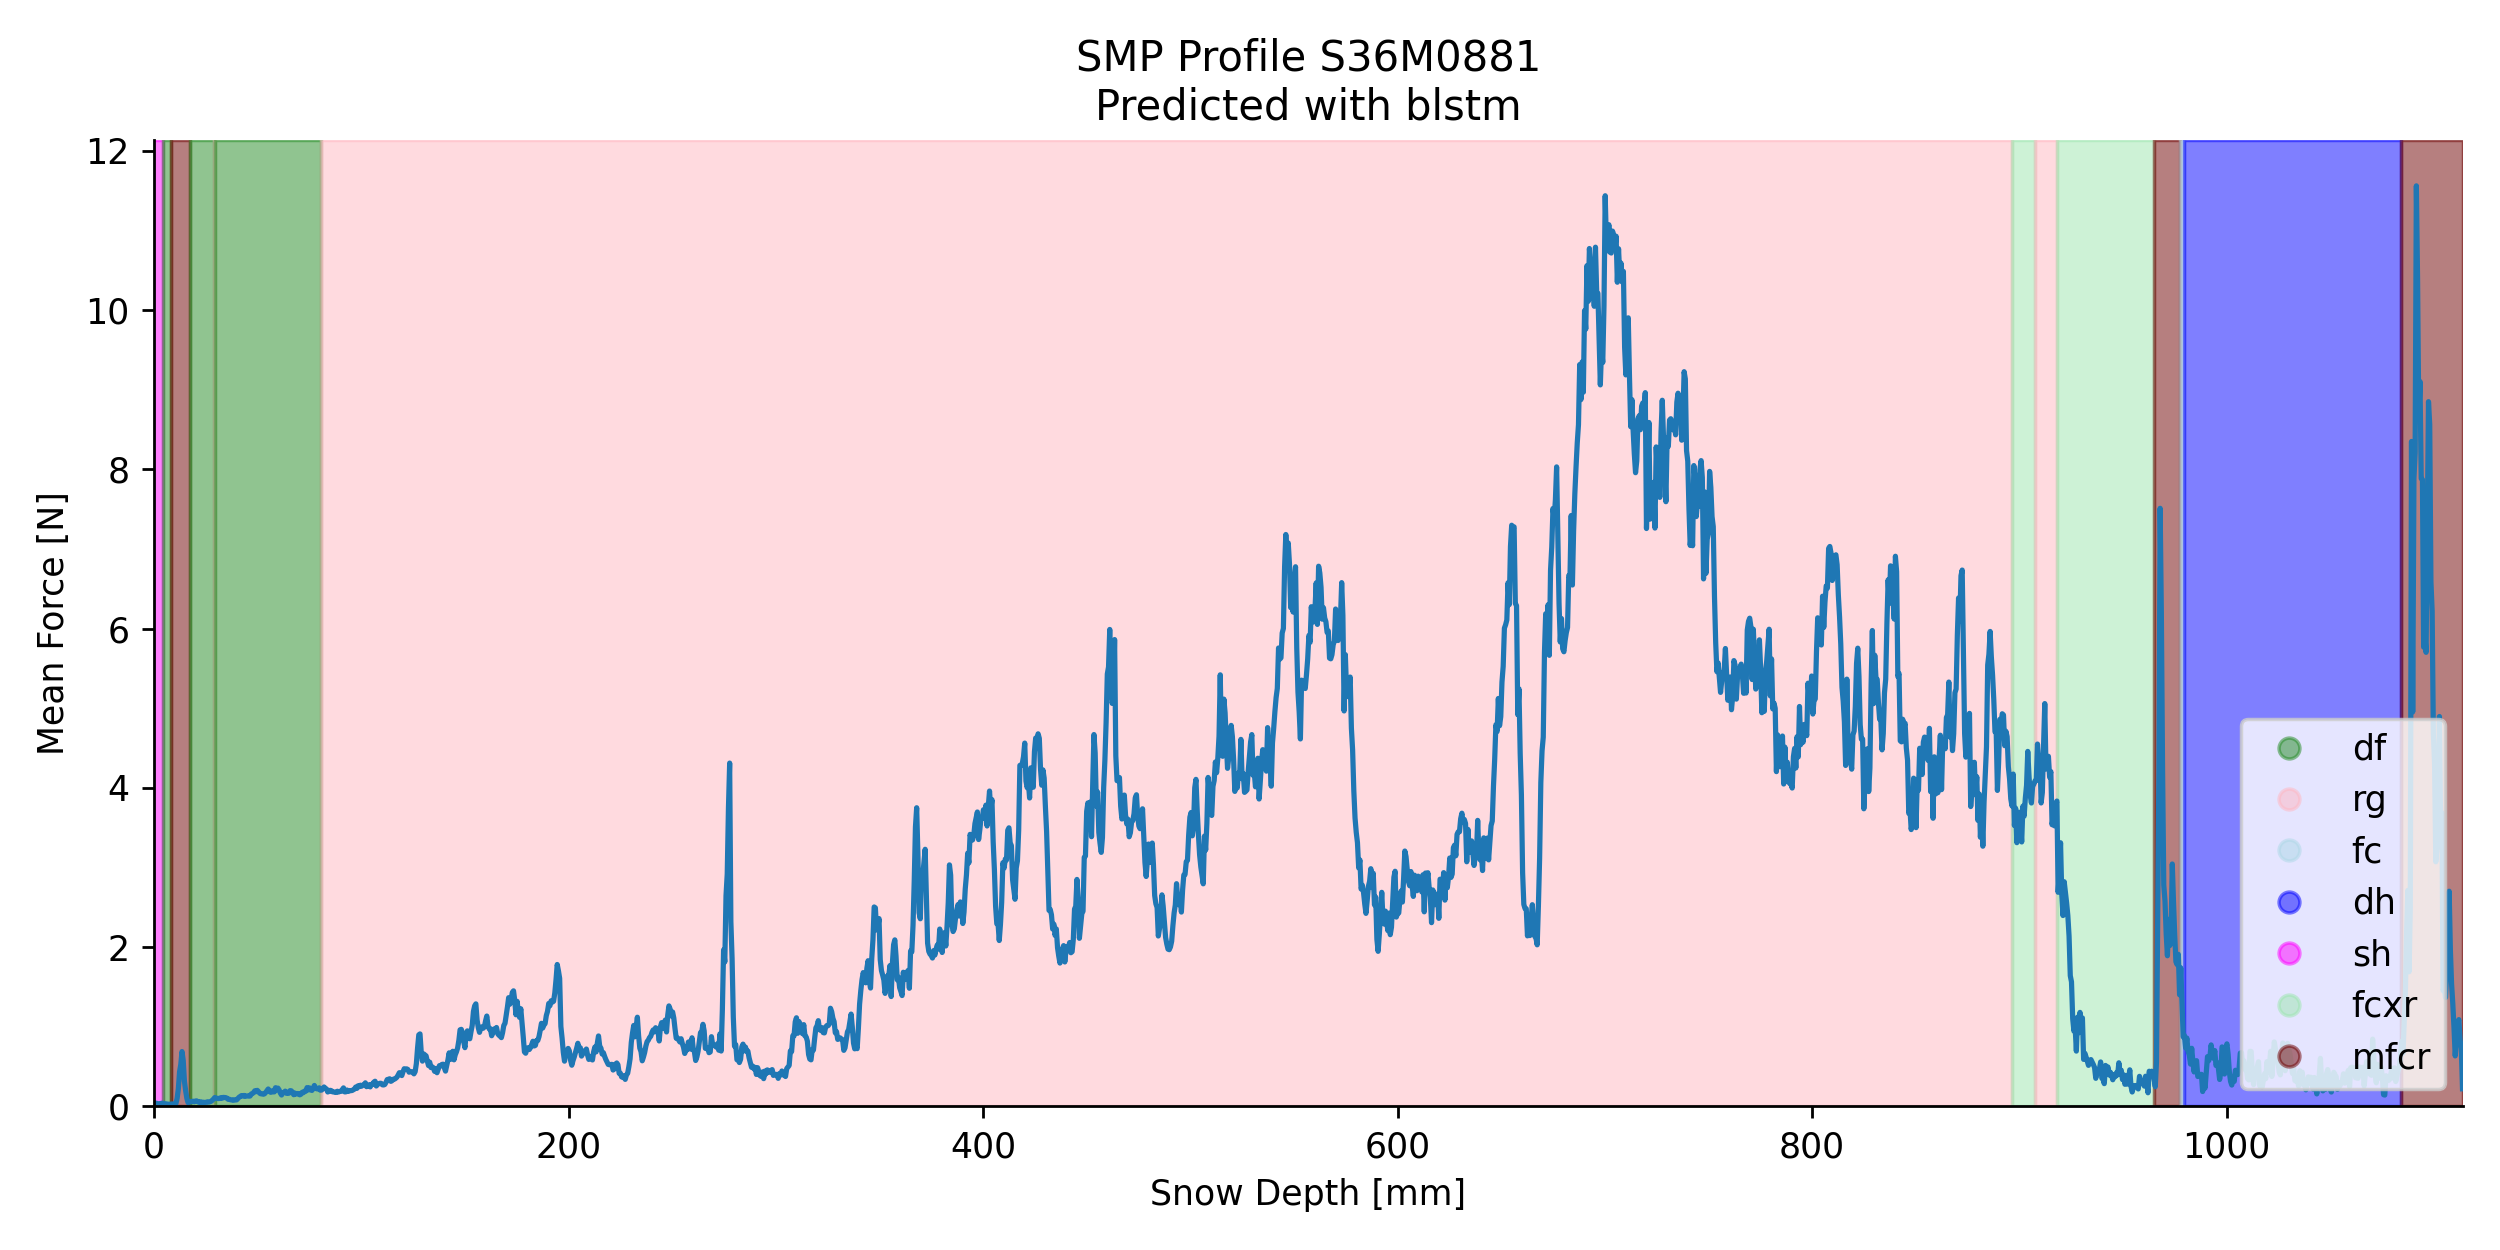 SMP Profile S36M0881
Predicted with blstm
12
10
8
6
4
2
0
Mean Force [N]
0 200 400 600 800 1000
Snow Depth [mm]
df
rg
fc
dh
sh
fcxr
mfcr